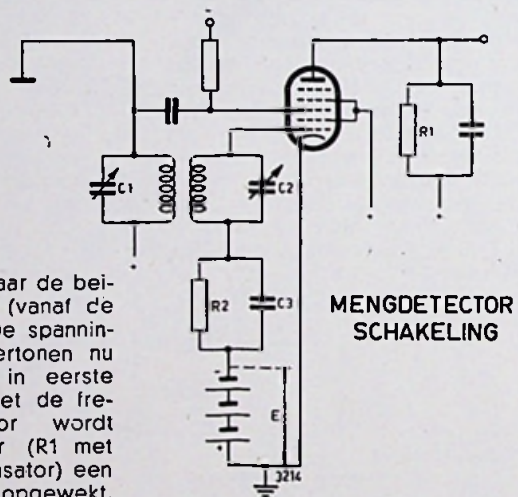 R1
C1
C2
R2
C3
E
3214
MENGDETECTOR
SCHAKELING
aar de bei-
(vanaf de
e spannin-
ertonen nu
in eerste
et de fre-
or wordt
r (R1 met
sator) een
opgewekt.